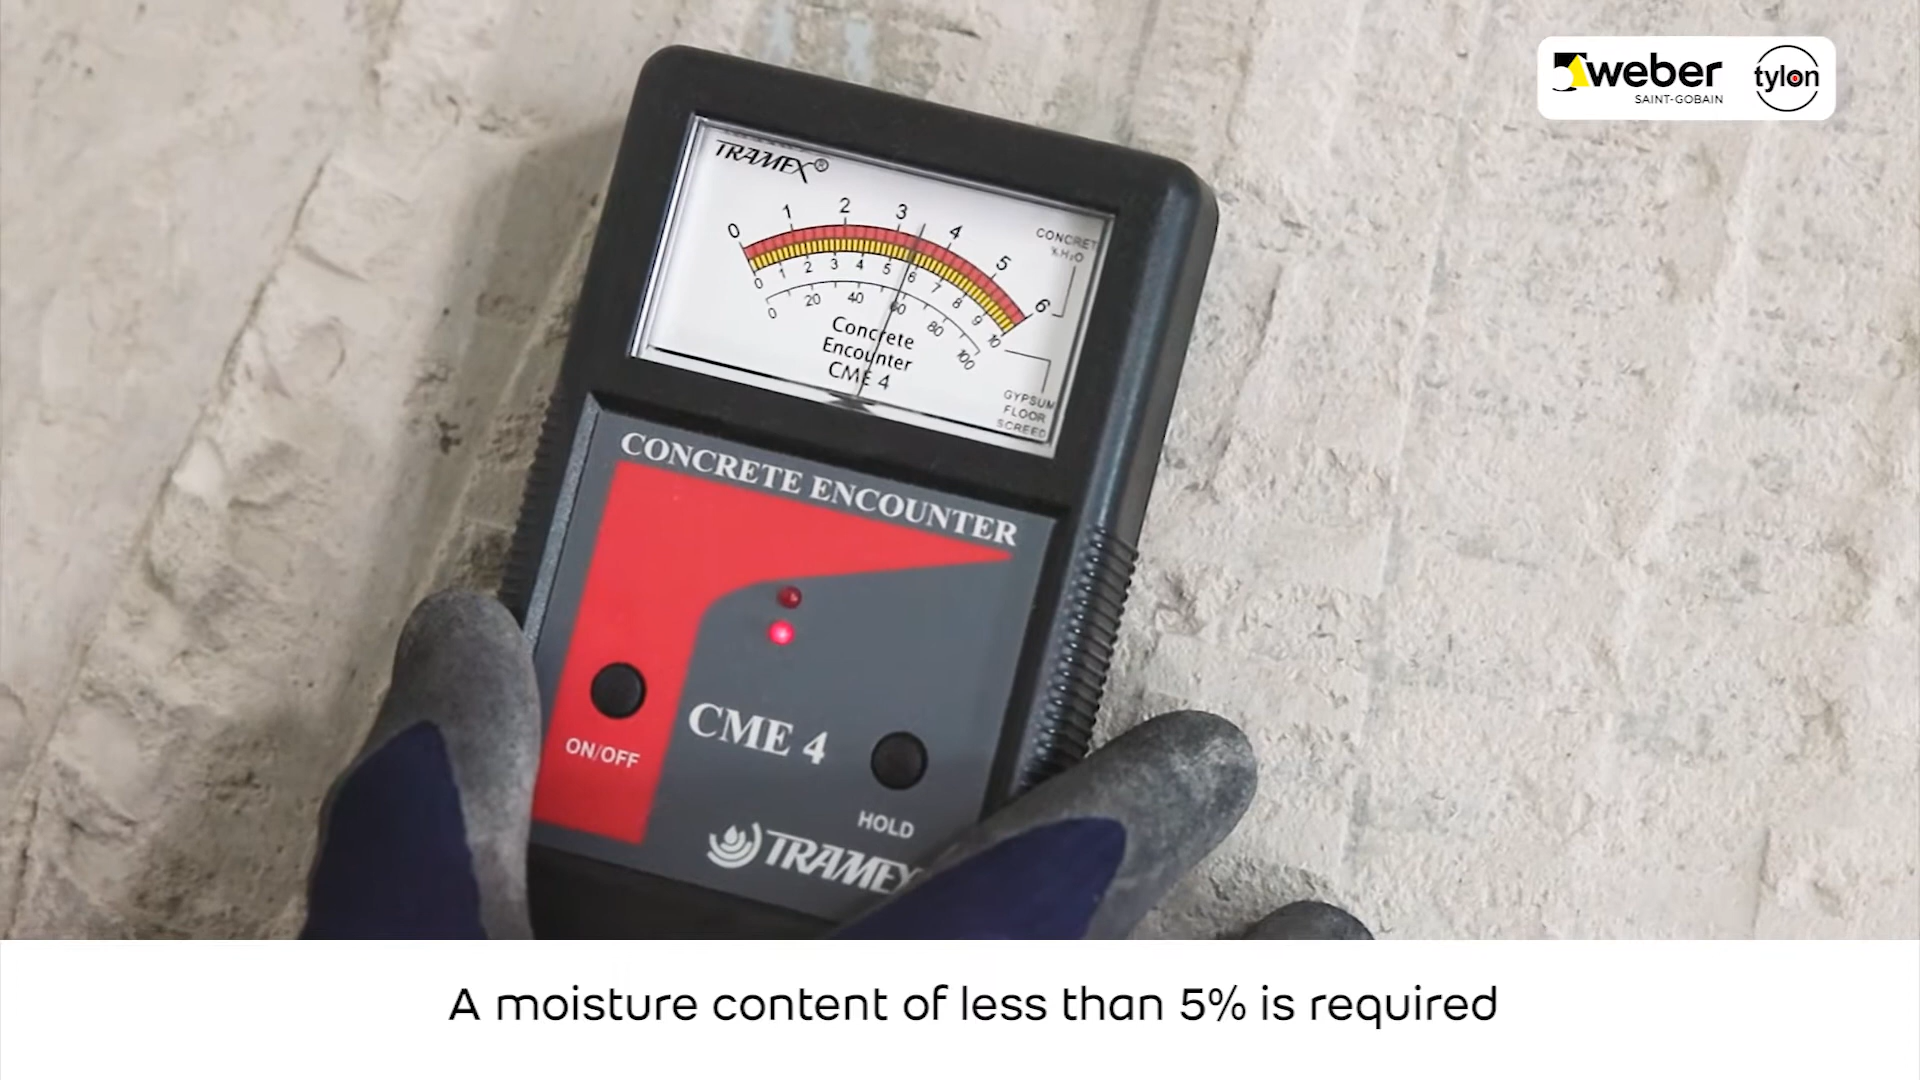 weber
SAINT-GOBAIN
tylon
TRAMEX®
0 1 2 3 4 5 6
CONCRET
%H₂O
0 1 2 3 4 5 6 7 8 9 10
0 20 40 60 80 100
Concrete
Encounter
CME 4
GYPSUM
FLOOR
SCREED
CONCRETE ENCOUNTER
CME 4
ON/OFF
HOLD
TRAMEX
A moisture content of less than 5% is required